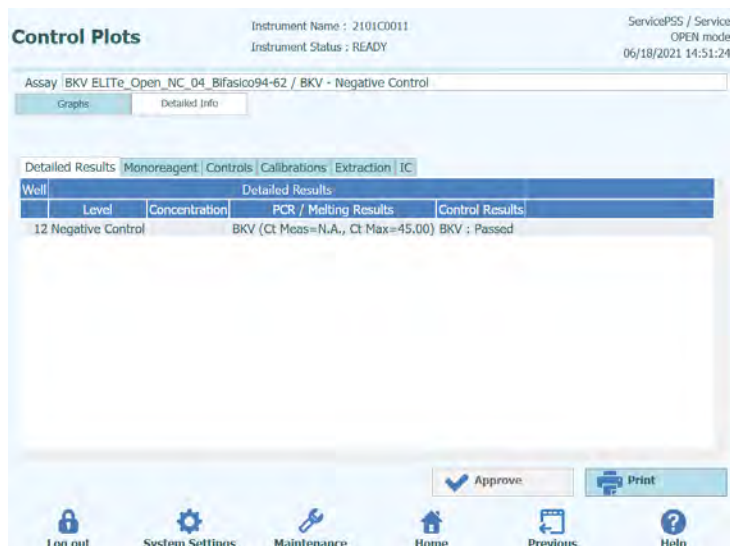 Control Plots
Instrument Name : 2101C0011
Instrument Status : READY
ServicePSS / Service
OPEN mode
06/18/2021 14:51:24
Assay BKV ELITe_Open_NC_04_Bifasico94-62 / BKV - Negative Control
Graphs Detailed Info
Detailed Results Monoreagent Controls Calibrations Extraction IC
Well Detailed Results
Level Concentration PCR / Melting Results Control Results
12 Negative Control BKV (Ct Meas=N.A., Ct Max=45.00) BKV : Passed
Approve Print
Log out System Settings Maintenance Home Previous Help